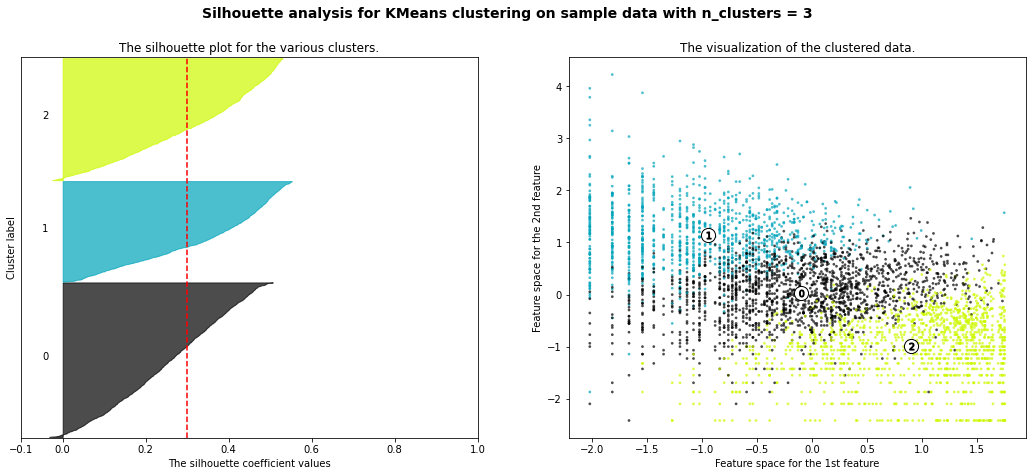 Silhouette analysis for KMeans clustering on sample data with n_clusters = 3
The silhouette plot for the various clusters.
Cluster label
2
1
0
−0.1 0.0 0.2 0.4 0.6 0.8 1.0
The silhouette coefficient values
The visualization of the clustered data.
Feature space for the 2nd feature
4
3
2
1
0
−1
−2
1
0
2
−2.0 −1.5 −1.0 −0.5 0.0 0.5 1.0 1.5
Feature space for the 1st feature